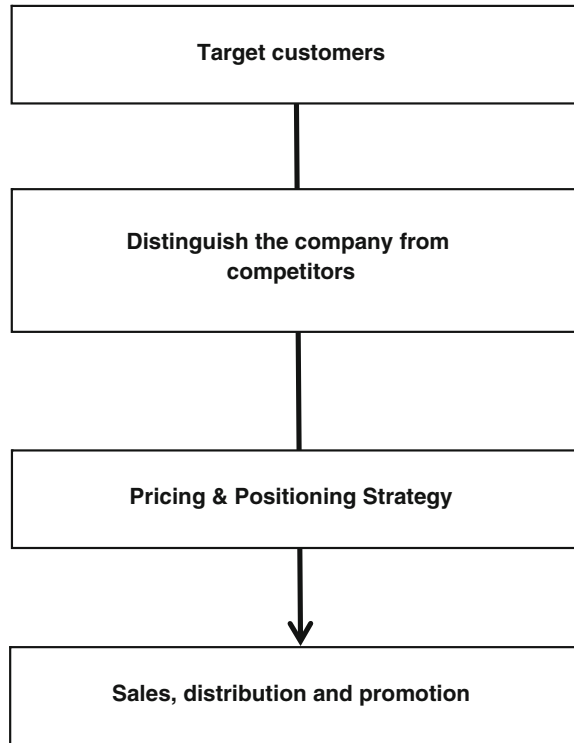 Target customers
Distinguish the company from
competitors
Pricing & Positioning Strategy
Sales, distribution and promotion